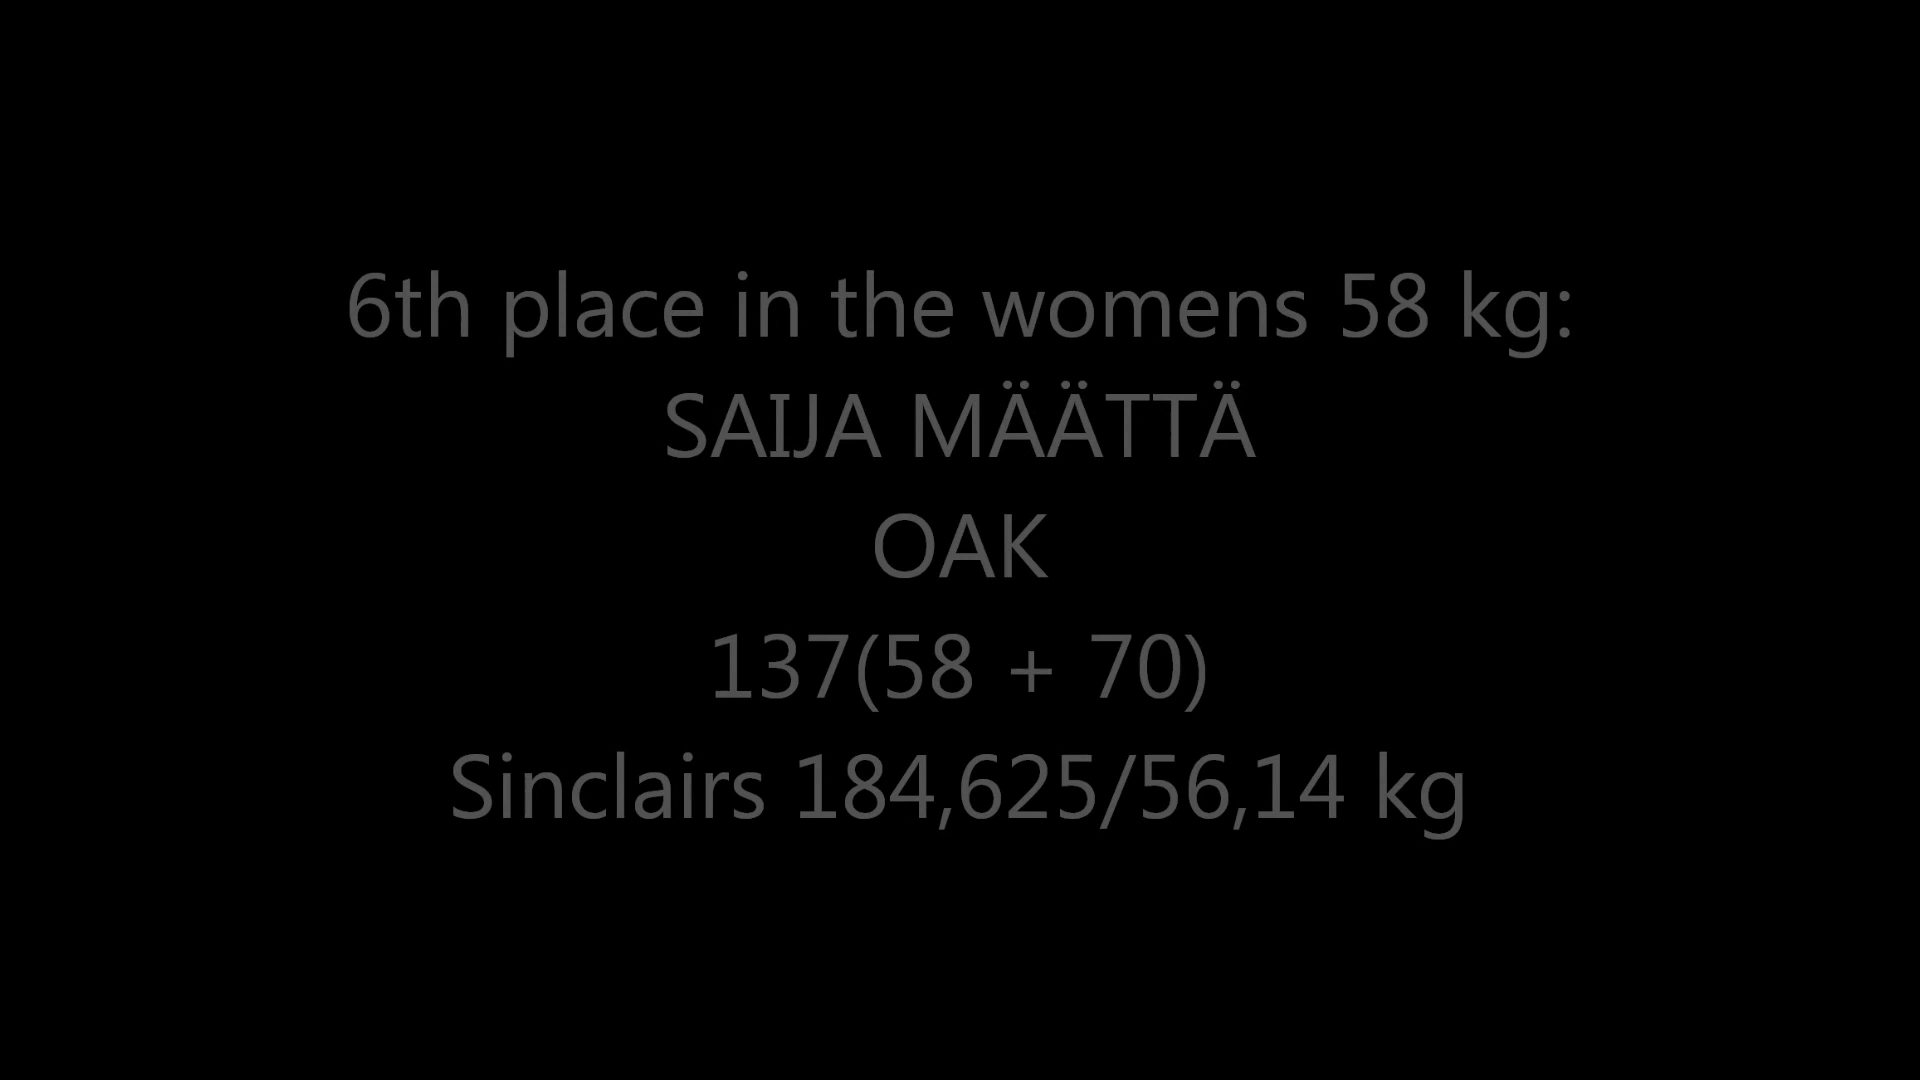 6th place in the womens 58 kg:
SAIJA MÄÄTTÄ
OAK
137(58 + 70)
Sinclairs 184,625/56,14 kg